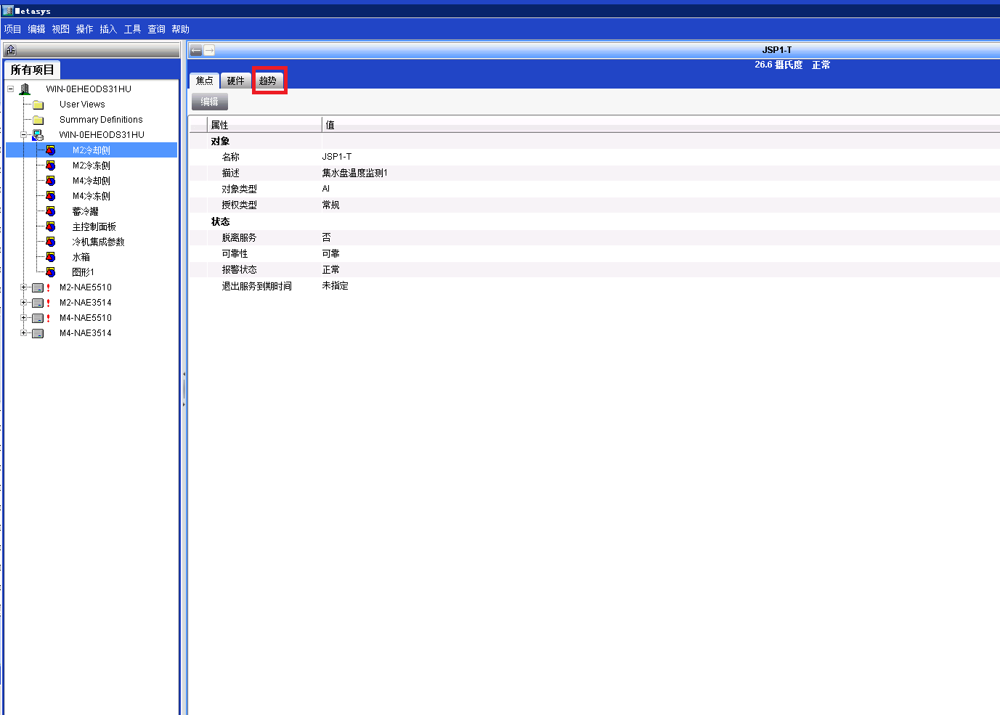 Metasys
项目 编辑 视图 操作 插入 工具 查询 帮助
JSP1-T
26.6 摄氏度 正常
所有项目
焦点 硬件 趋势
编辑
WIN-0EHEODS31HU
User Views
Summary Definitions
WIN-0EHEODS31HU
M2冷却侧
M2冷冻侧
M4冷却侧
M4冷冻侧
蓄冷罐
主控制面板
冷机集成参数
水箱
图形1
M2-NAE5510
M2-NAE3514
M4-NAE5510
M4-NAE3514
属性 值
对象
名称 JSP1-T
描述 集水盘温度监测1
对象类型 AI
授权类型 常规
状态
脱离服务 否
可靠性 可靠
报警状态 正常
退出服务到期时间 未指定